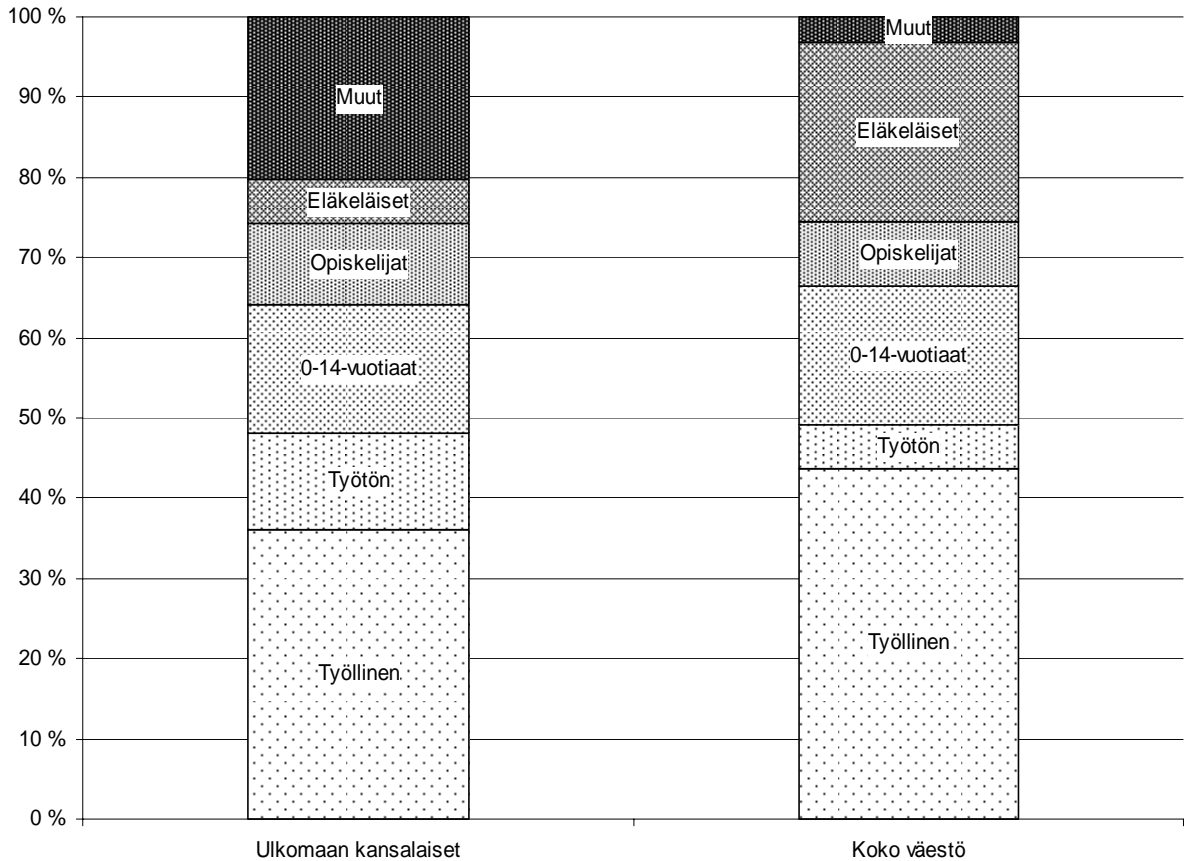 100 %
90 %
80 %
70 %
60 %
50 %
40 %
30 %
20 %
10 %
0 %
Muut
Eläkeläiset
Opiskelijat
0-14-vuotiaat
Työtön
Työllinen
Muut
Eläkeläiset
Opiskelijat
0-14-vuotiaat
Työtön
Työllinen
Ulkomaan kansalaiset
Koko väestö